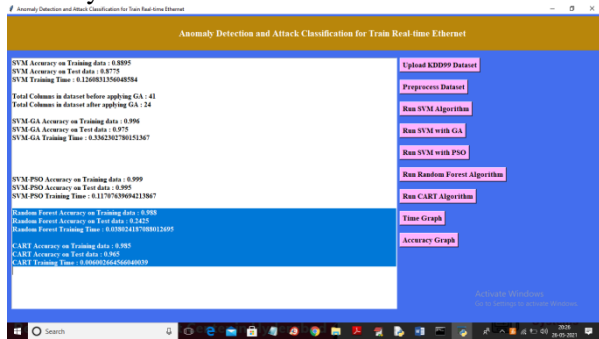 Anomaly Detection and Attack Classification for Train Real-time Ethernet
Anomaly Detection and Attack Classification for Train Real-time Ethernet
SVM Accuracy on Training data : 0.8895
SVM Accuracy on Test data : 0.8775
SVM Training Time : 0.1260831356048584
Total Columns in dataset before applying GA : 41
Total Columns in dataset after applying GA : 24
SVM-GA Accuracy on Training data : 0.996
SVM-GA Accuracy on Test data : 0.975
SVM-GA Training Time : 0.3362302780151367
SVM-PSO Accuracy on Training data : 0.999
SVM-PSO Accuracy on Test data : 0.995
SVM-PSO Training Time : 0.11707639694213867
Random Forest Accuracy on Training data : 0.988
Random Forest Accuracy on Test data : 0.2425
Random Forest Training Time : 0.038024187088012695
CART Accuracy on Training data : 0.985
CART Accuracy on Test data : 0.965
CART Training Time : 0.006002664566040039
Upload KDD99 Dataset
Preprocess Dataset
Run SVM Algorithm
Run SVM with GA
Run SVM with PSO
Run Random Forest Algorithm
Run CART Algorithm
Time Graph
Accuracy Graph
Activate Windows
Go to Settings to activate Windows.
Search
20:26
26-05-2021